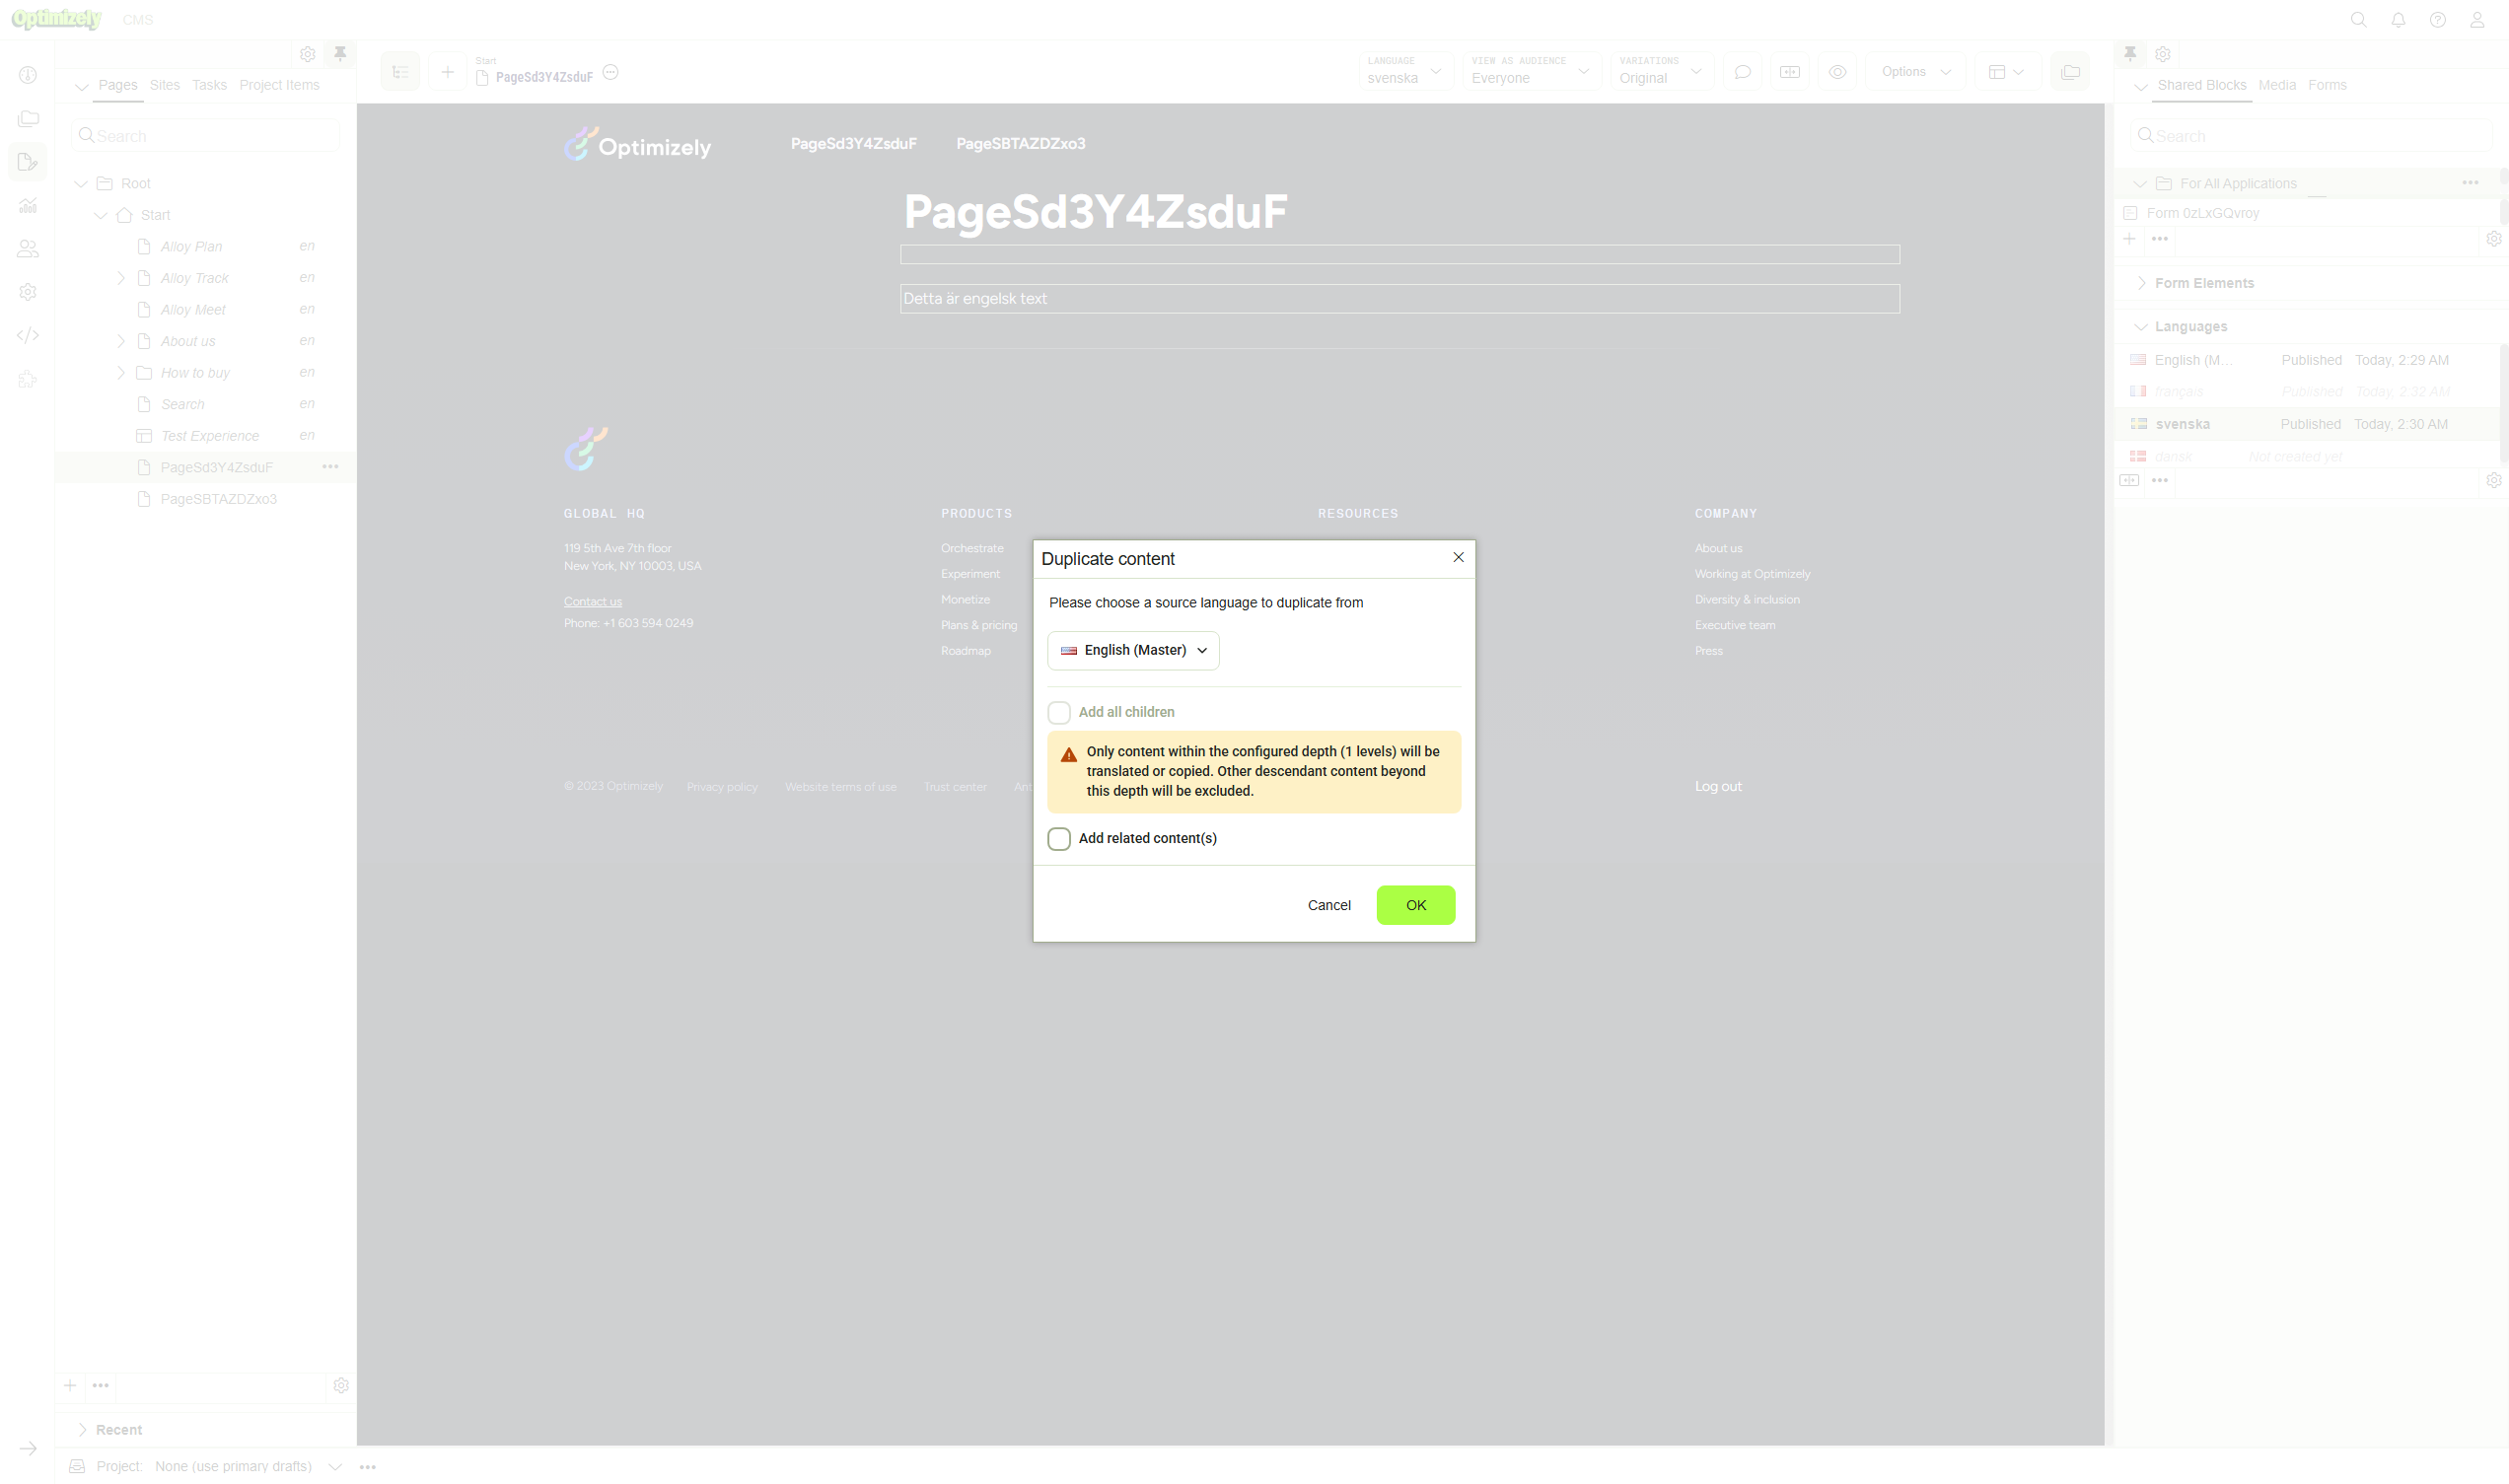 Optimizely CMS
Pages Sites Tasks Project Items
Search
Root
Start
Alloy Plan en
Alloy Track en
Alloy Meet en
About us en
How to buy en
Search en
Test Experience en
PageSd3Y4ZsduF
PageSBTAZDZxo3
Recent
Project: None (use primary drafts)
Start
PageSd3Y4ZsduF
LANGUAGE
svenska
VIEW AS AUDIENCE
Everyone
VARIATIONS
Original
Options
Optimizely PageSd3Y4ZsduF PageSBTAZDZxo3
PageSd3Y4ZsduF
Detta är engelsk text
GLOBAL HQ
119 5th Ave 7th floor
New York, NY 10003, USA
Contact us
Phone: +1 603 594 0249
PRODUCTS
Orchestrate
Experiment
Monetize
Plans & pricing
Roadmap
RESOURCES
COMPANY
About us
Working at Optimizely
Diversity & inclusion
Executive team
Press
© 2023 Optimizely Privacy policy Website terms of use Trust center Ant
Log out
Duplicate content
Please choose a source language to duplicate from
English (Master)
Add all children
Only content within the configured depth (1 levels) will be
translated or copied. Other descendant content beyond
this depth will be excluded.
Add related content(s)
Cancel OK
Shared Blocks Media Forms
Search
For All Applications
Form 0zLxGQvroy
Form Elements
Languages
English (M... Published Today, 2:29 AM
français Published Today, 2:32 AM
svenska Published Today, 2:30 AM
dansk Not created yet